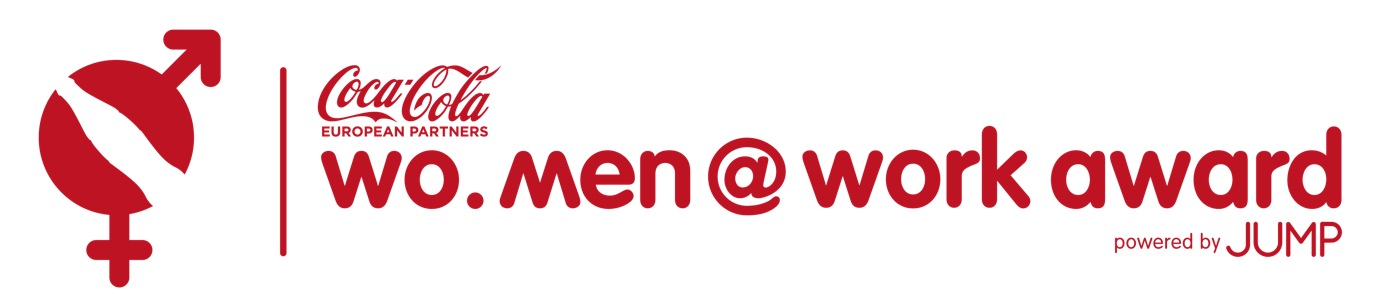 Coca-Cola
EUROPEAN PARTNERS
wo.men@work award
powered by JUMP